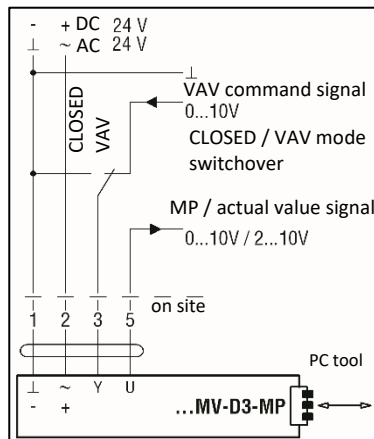 - + DC 24 V
⊥ ~ AC 24 V
⊥
VAV command signal
0...10V
CLOSED
VAV
CLOSED / VAV mode
switchover
MP / actual value signal
0...10V / 2...10V
1 2 3 5 on site
PC tool
⊥ ~ Y U
- +
...MV-D3-MP